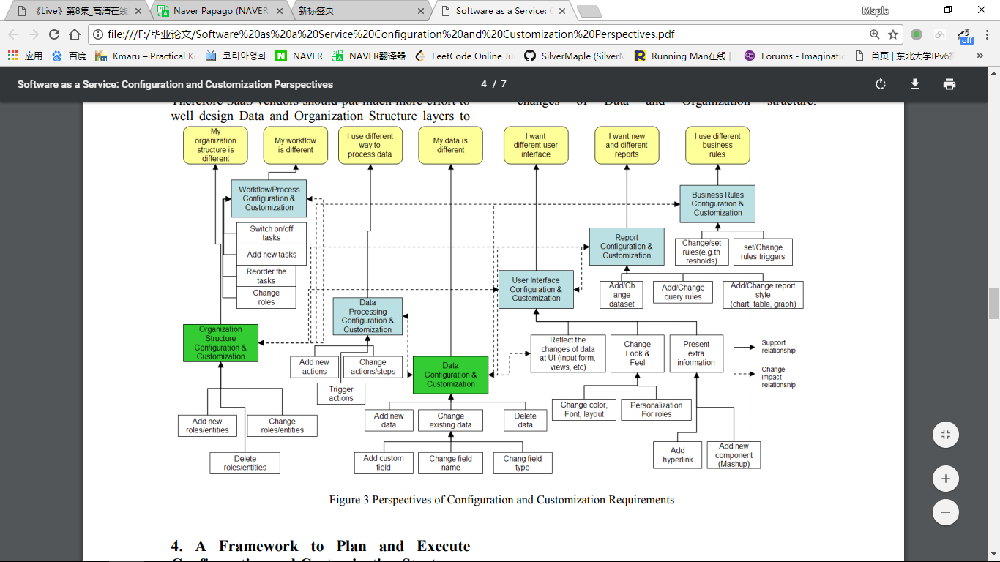 《Live》第8集_高清在线
Naver Papago (NAVER
新标签页
Software as a Service: C
Maple
file:///F:/毕业论文/Software%20as%20a%20Service%20Configuration%20and%20Customization%20Perspectives.pdf
应用
百度
Kmaru – Practical K
코리아영화
NAVER
NAVER翻译器
LeetCode Online Ju
SilverMaple (SilverM
Running Man在线 |
Forums - Imaginatic
首页 | 东北大学IPv6
»
off
Software as a Service: Configuration and Customization Perspectives
4 / 7
Therefore SaaS vendors should put much more effort to
well design Data and Organization Structure layers to
changes of Data and Organization structure.
My
organization
structure is
different
My workflow
is different
I use different
way to
process data
My data is
different
I want
different user
interface
I want new
and different
reports
I use different
business
rules
Workflow/Process
Configuration &
Customization
Business Rules
Configuration &
Customization
Switch on/off
tasks
Add new tasks
Reorder the
tasks
Change
roles
Report
Configuration &
Customization
Change/set
rules(e.g.th
resholds)
set/Change
rules triggers
User Interface
Configuration &
Customization
Add/Ch
ange
dataset
Add/Change
query rules
Add/Change report
style
(chart, table, graph)
Data
Processing
Configuration &
Customization
Organization
Structure
Configuration &
Customization
Add new
actions
Change
actions/steps
Trigger
actions
Data
Configuration &
Customization
Reflect the
changes of data
at UI (input form,
views, etc)
Change
Look &
Feel
Present
extra
information
Support
relationship
Change
Impact
relationship
Add new
roles/entities
Change
roles/entities
Delete
roles/entities
Add new
data
Change
existing data
Delete
data
Change color,
Font, layout
Personalization
For roles
Add custom
field
Change field
name
Chang field
type
Add
hyperlink
Add new
component
(Mashup)
Figure 3 Perspectives of Configuration and Customization Requirements
4. A Framework to Plan and Execute